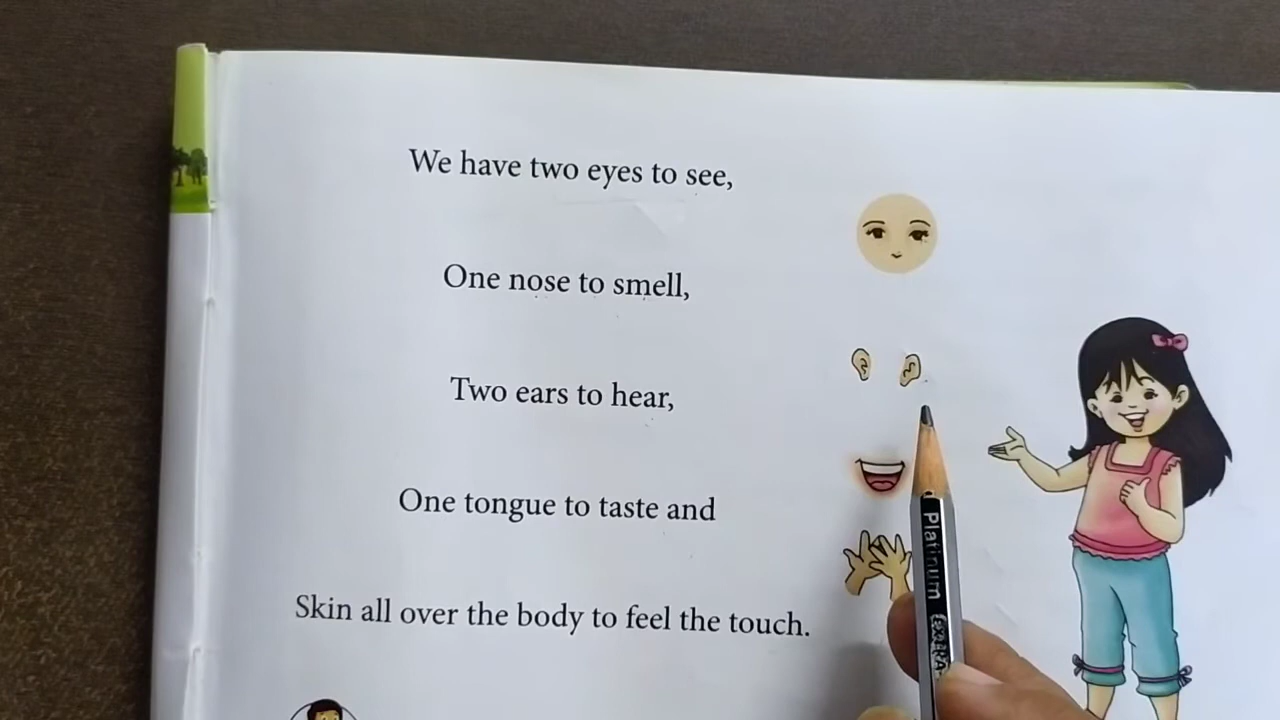 We have two eyes to see,
One nose to smell,
Two ears to hear,
One tongue to taste and
Skin all over the body to feel the touch.
Platinum EXTRA